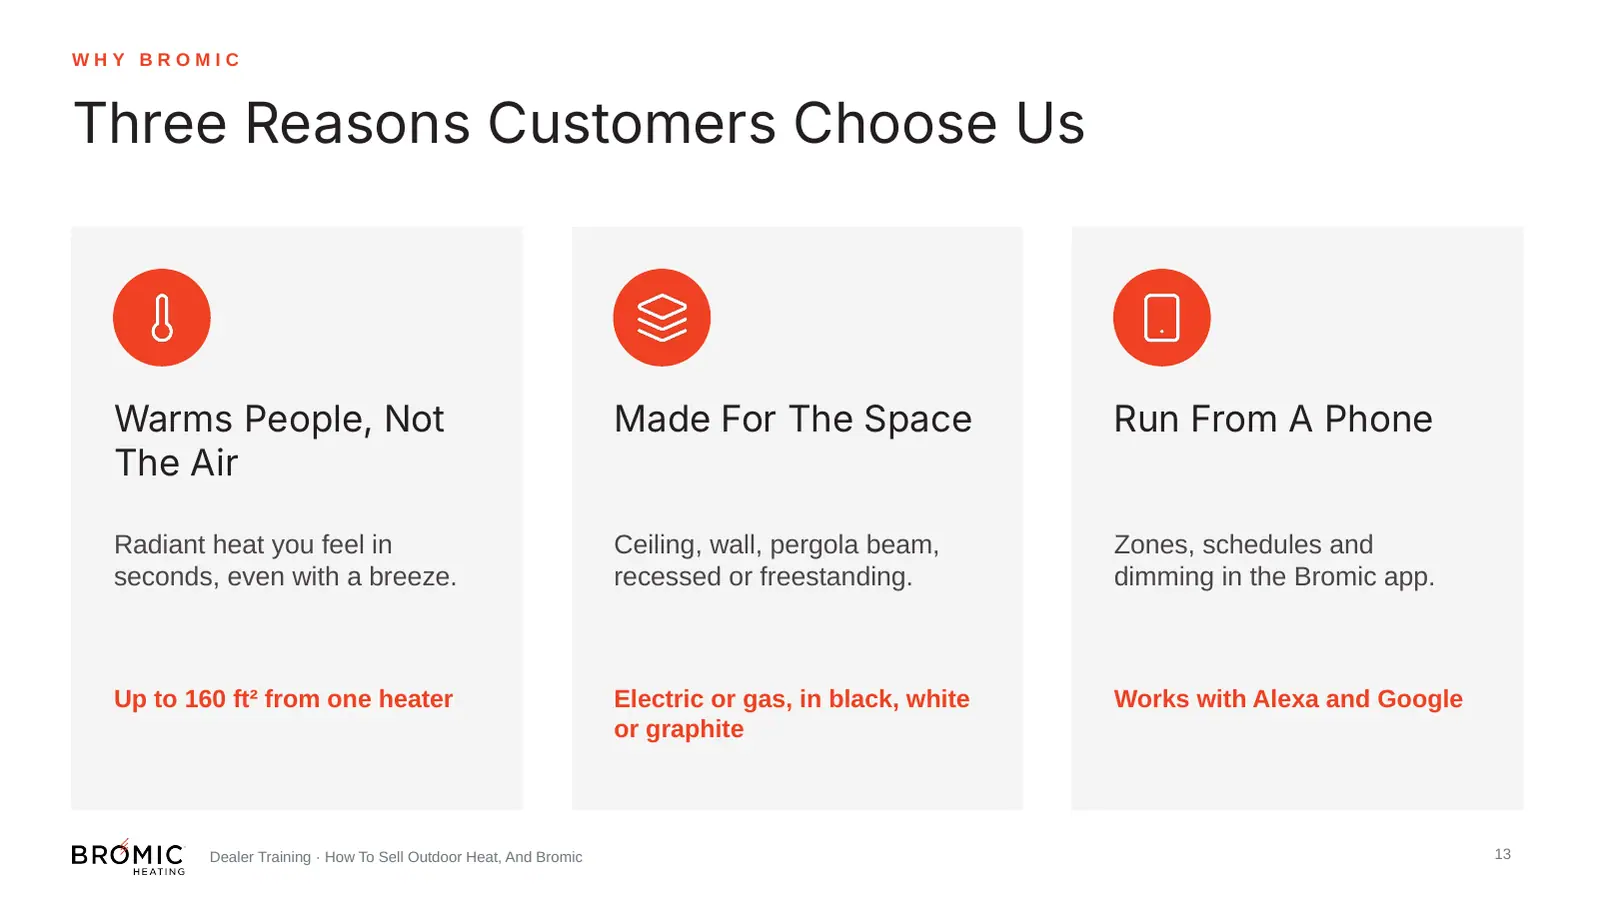 WHY BROMIC
Three Reasons Customers Choose Us
Warms People, Not
The Air
Radiant heat you feel in
seconds, even with a breeze.
Up to 160 ft² from one heater
Made For The Space
Ceiling, wall, pergola beam,
recessed or freestanding.
Electric or gas, in black, white
or graphite
Run From A Phone
Zones, schedules and
dimming in the Bromic app.
Works with Alexa and Google
BROMIC
HEATING
Dealer Training · How To Sell Outdoor Heat, And Bromic
13